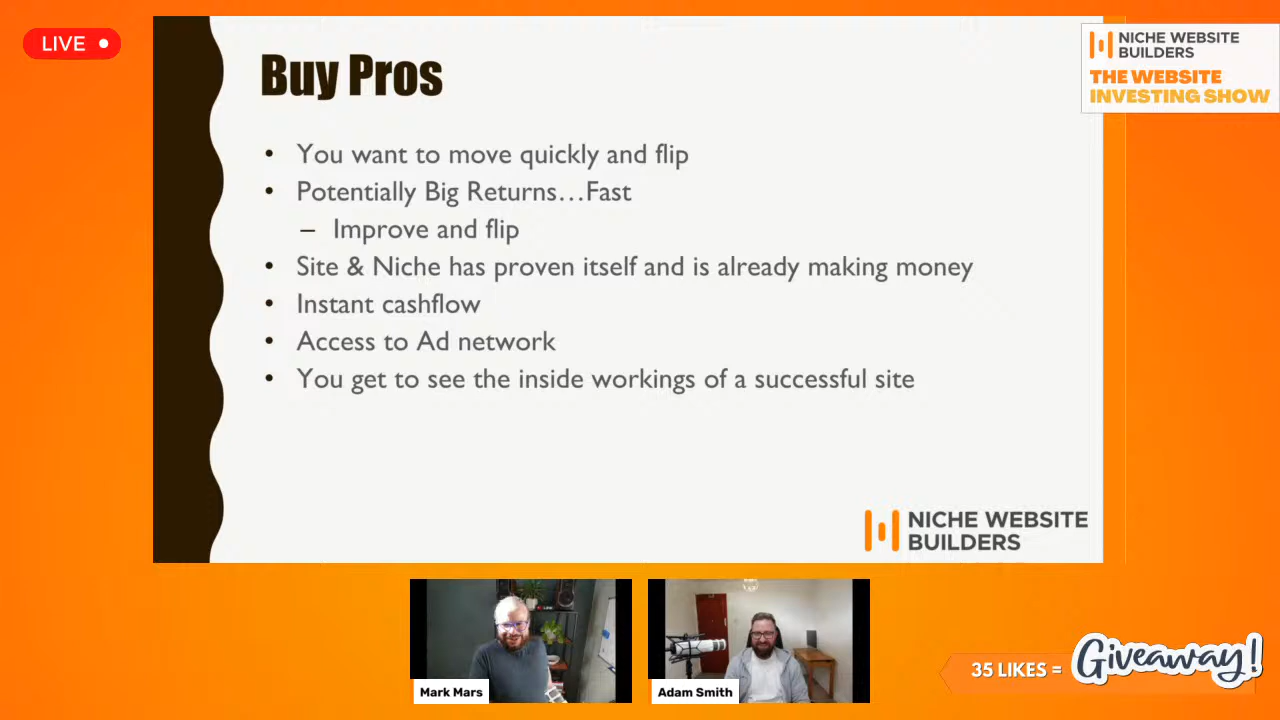 LIVE
NICHE WEBSITE
BUILDERS
THE WEBSITE
INVESTING SHOW
Buy Pros
• You want to move quickly and flip
• Potentially Big Returns...Fast
– Improve and flip
• Site & Niche has proven itself and is already making money
• Instant cashflow
• Access to Ad network
• You get to see the inside workings of a successful site
NICHE WEBSITE
BUILDERS
Mark Mars
Adam Smith
35 LIKES =
Giveaway!